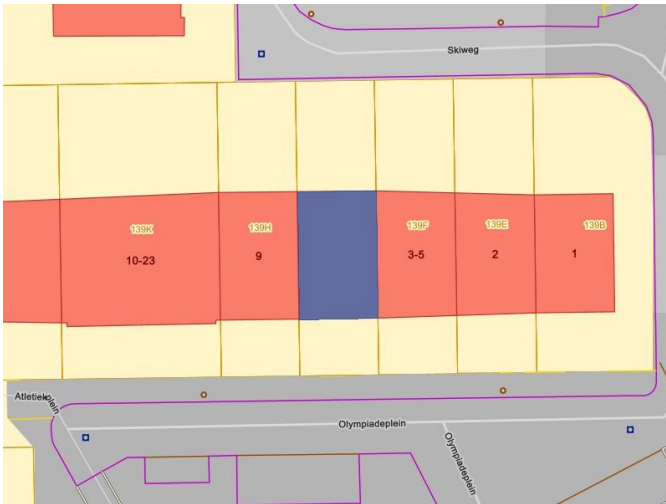 Skiweg
139K
139H
139F
139E
139B
10-23
9
3-5
2
1
Atletiekplein
Olympiadeplein
Olympiadeplein